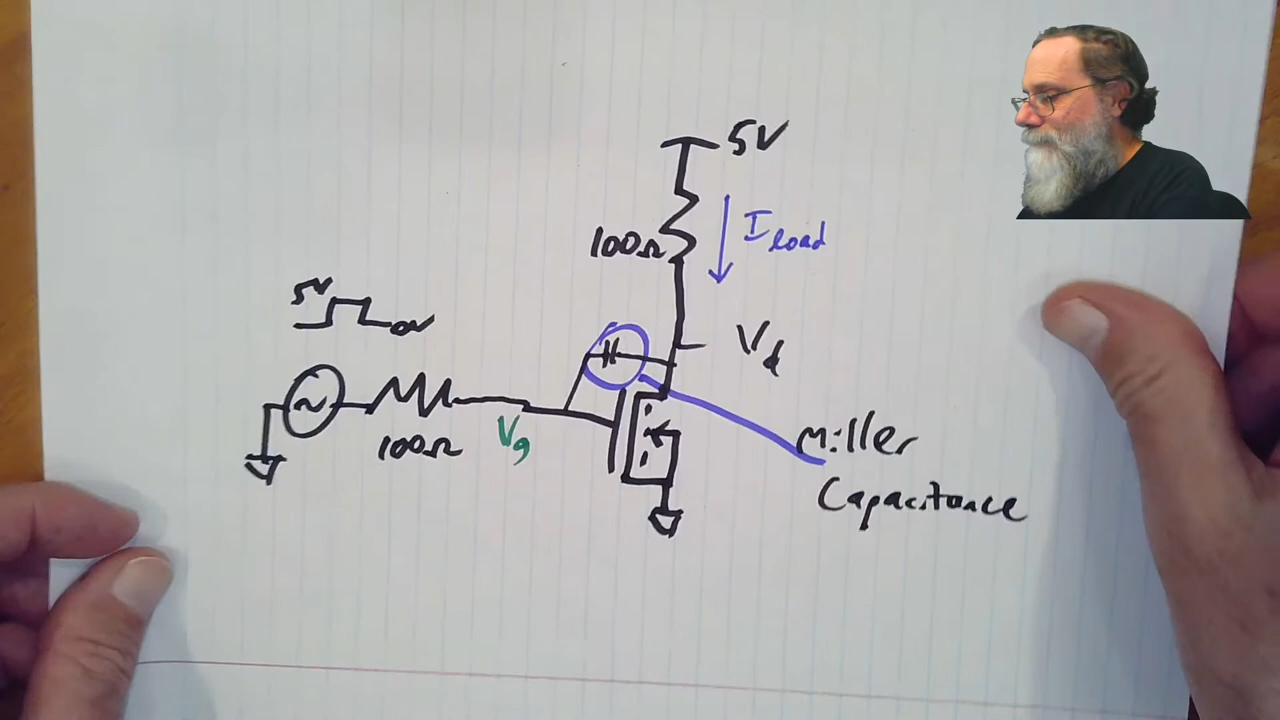 5V
100Ω
I load
5V
0V
Vd
100Ω
Vg
Miller
Capacitance